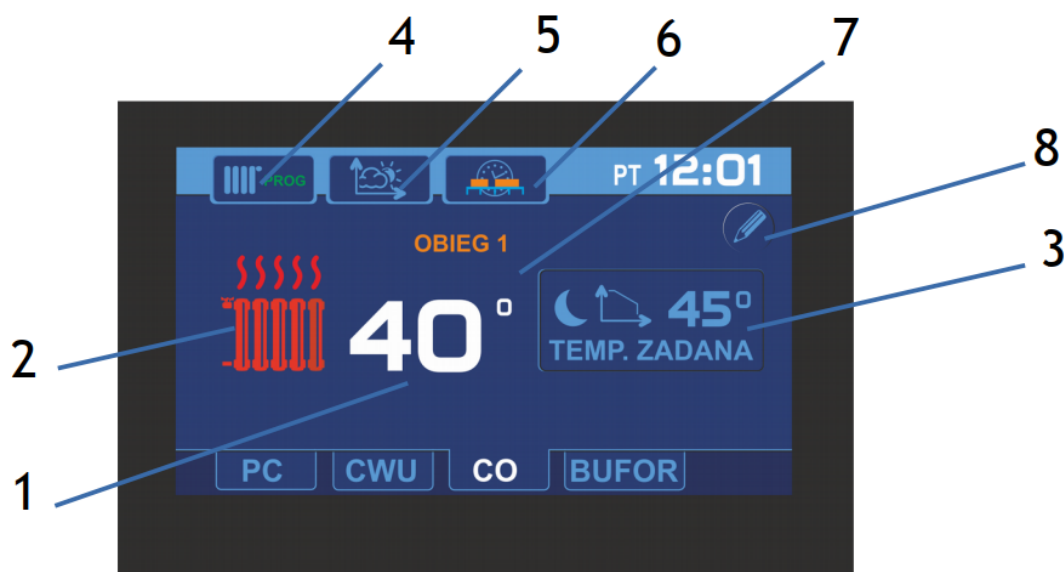 4 5 6 7
8
3
2
1
PROG
PT 12:01
OBIEG 1
40°
45°
TEMP. ZADANA
PC CWU CO BUFOR